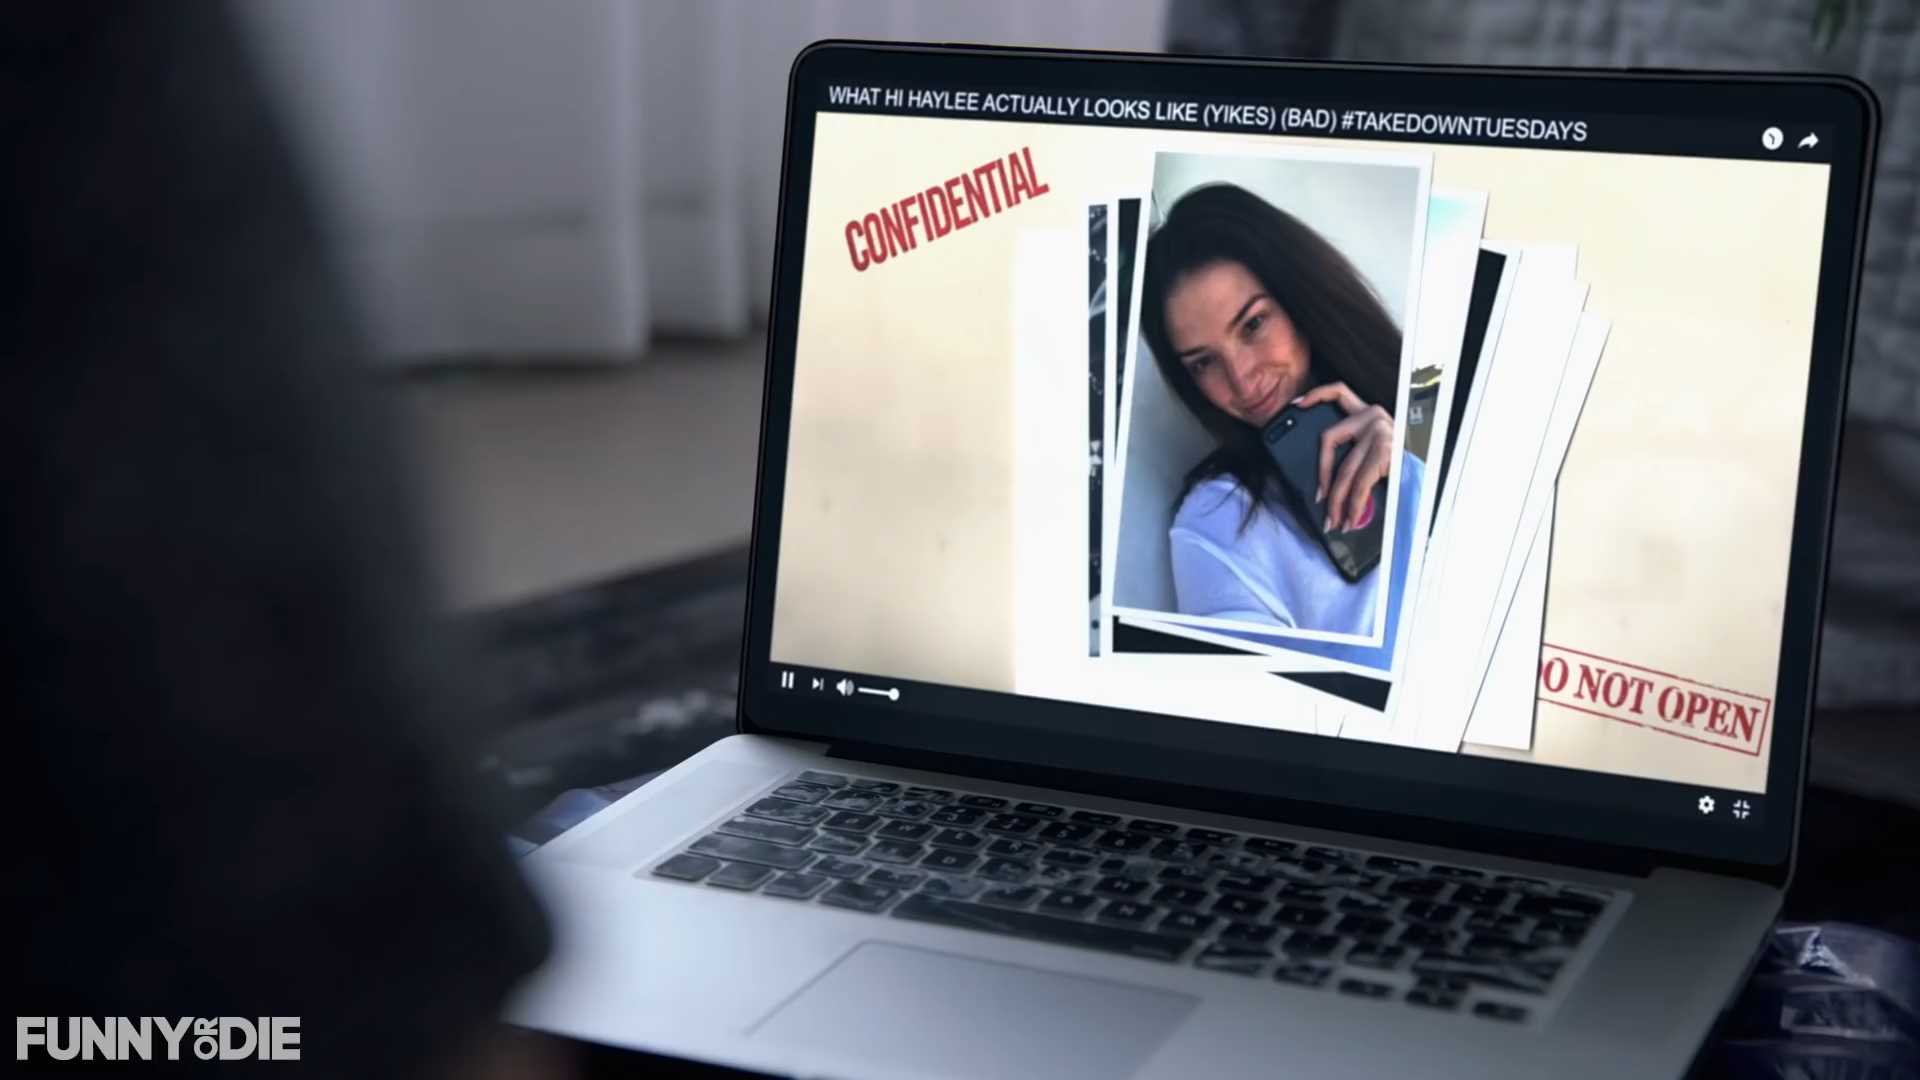 WHAT HI HAYLEE ACTUALLY LOOKS LIKE (YIKES) (BAD) #TAKEDOWNTUESDAYS
CONFIDENTIAL
O NOT OPEN
FUNNY OR DIE